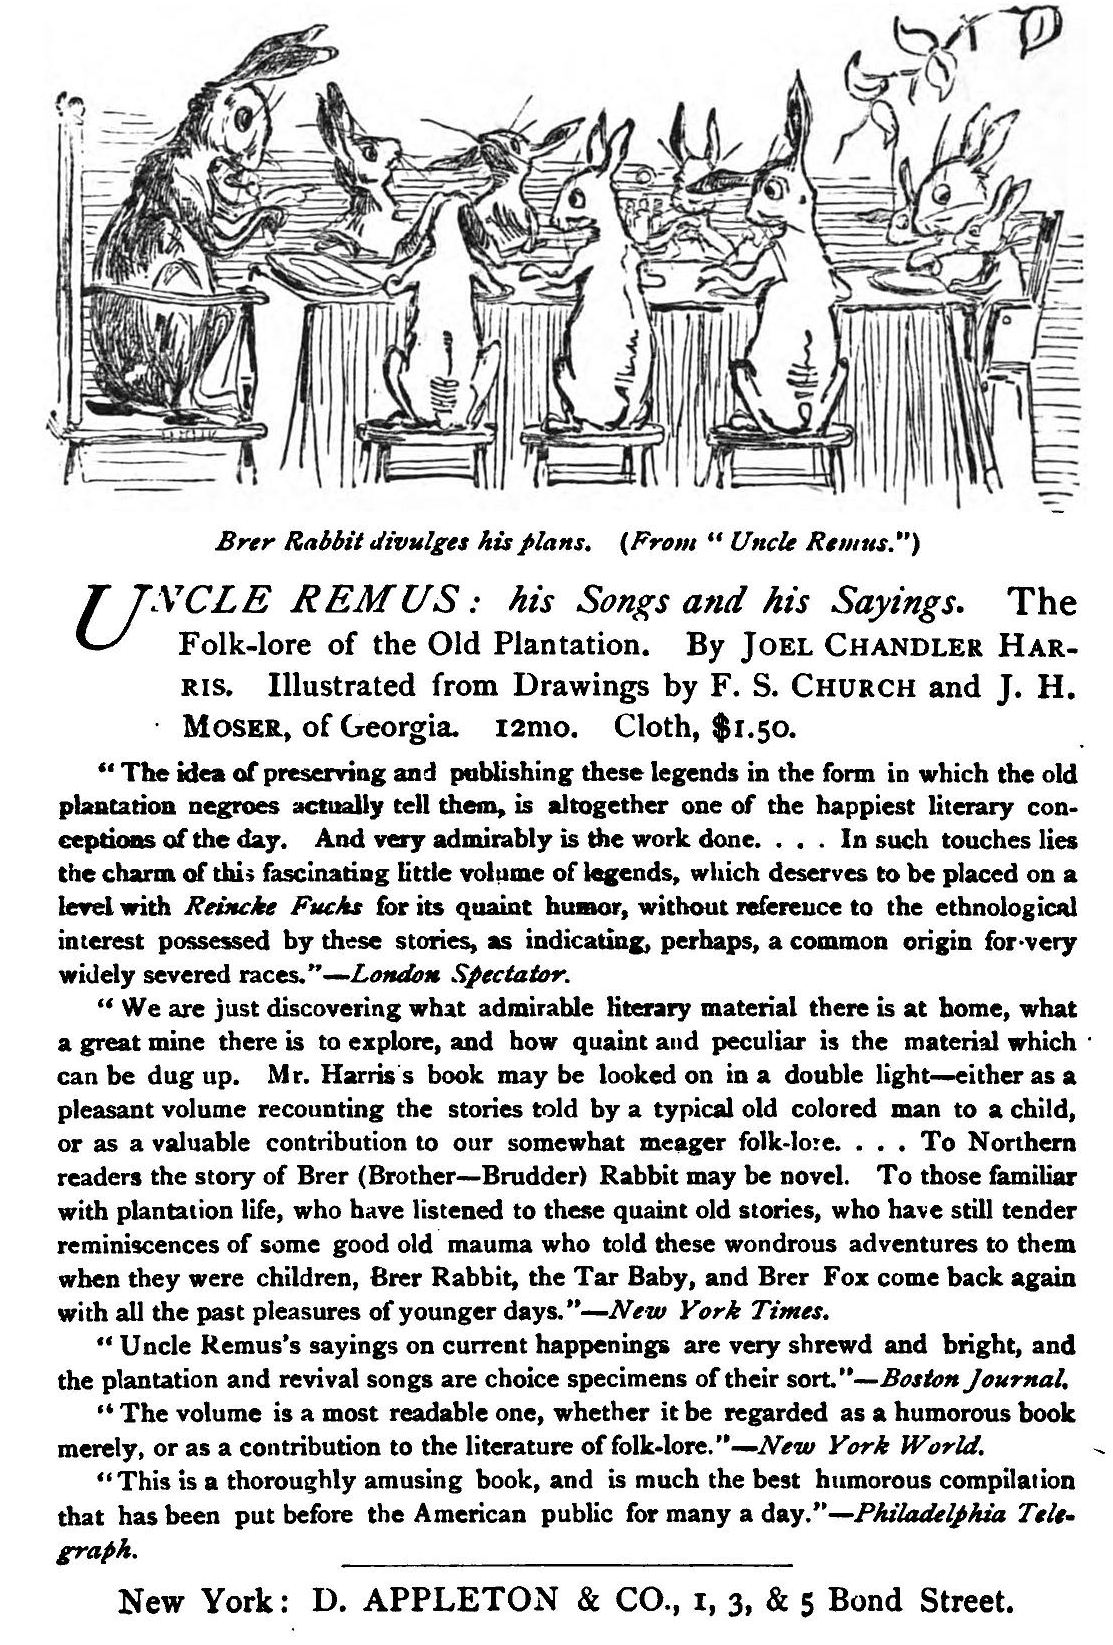 Brer Rabbit divulges his plans. (From "Uncle Remus.")
UNCLE REMUS: his Songs and his Sayings. The
Folk-lore of the Old Plantation. By JOEL CHANDLER HAR-
RIS. Illustrated from Drawings by F. S. CHURCH and J. H.
MOSER, of Georgia. 12mo. Cloth, $1.50.
"The idea of preserving and publishing these legends in the form in which the old
plantation negroes actually tell them, is altogether one of the happiest literary con-
ceptions of the day. And very admirably is the work done. . . . In such touches lies
the charm of this fascinating little volume of legends, which deserves to be placed on a
level with Reincke Fuchs for its quaint humor, without reference to the ethnological
interest possessed by these stories, as indicating, perhaps, a common origin for very
widely severed races."—London Spectator.
"We are just discovering what admirable literary material there is at home, what
a great mine there is to explore, and how quaint and peculiar is the material which
can be dug up. Mr. Harris's book may be looked on in a double light—either as a
pleasant volume recounting the stories told by a typical old colored man to a child,
or as a valuable contribution to our somewhat meager folk-lore. . . . To Northern
readers the story of Brer (Brother—Brudder) Rabbit may be novel. To those familiar
with plantation life, who have listened to these quaint old stories, who have still tender
reminiscences of some good old mauma who told these wondrous adventures to them
when they were children, Brer Rabbit, the Tar Baby, and Brer Fox come back again
with all the past pleasures of younger days."—New York Times.
"Uncle Remus's sayings on current happenings are very shrewd and bright, and
the plantation and revival songs are choice specimens of their sort."—Boston Journal.
"The volume is a most readable one, whether it be regarded as a humorous book
merely, or as a contribution to the literature of folk-lore."—New York World.
"This is a thoroughly amusing book, and is much the best humorous compilation
that has been put before the American public for many a day."—Philadelphia Tele-
graph.
New York: D. APPLETON & CO., 1, 3, & 5 Bond Street.